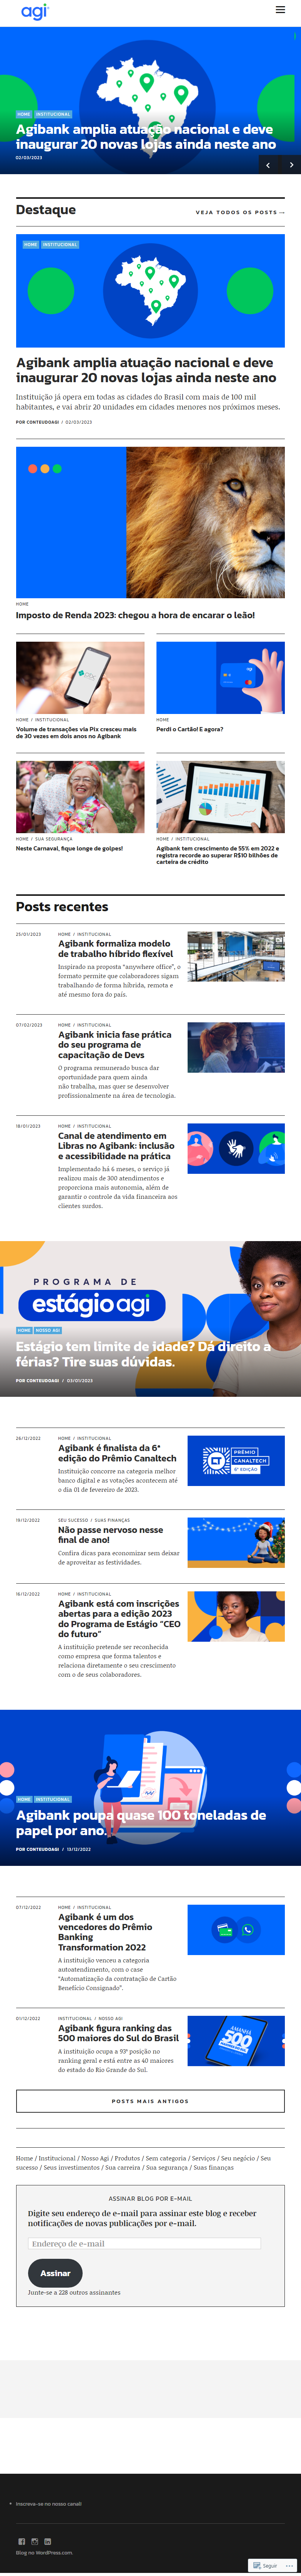 agi
HOME INSTITUCIONAL
Agibank amplia atuação nacional e deve
inaugurar 20 novas lojas ainda neste ano
02/03/2023
Destaque
VEJA TODOS OS POSTS —
HOME INSTITUCIONAL
Agibank amplia atuação nacional e deve
inaugurar 20 novas lojas ainda neste ano
Instituição já opera em todas as cidades do Brasil com mais de 100 mil
habitantes, e vai abrir 20 unidades em cidades menores nos próximos meses.
POR CONTEUDOAGI / 02/03/2023
HOME
Imposto de Renda 2023: chegou a hora de encarar o leão!
HOME / INSTITUCIONAL
Volume de transações via Pix cresceu mais
de 30 vezes em dois anos no Agibank
HOME
Perdi o Cartão! E agora?
HOME / SUA SEGURANÇA
Neste Carnaval, fique longe de golpes!
HOME / INSTITUCIONAL
Agibank tem crescimento de 55% em 2022 e
registra recorde ao superar R$10 bilhões de
carteira de crédito
Posts recentes
25/01/2023
HOME / INSTITUCIONAL
Agibank formaliza modelo
de trabalho híbrido flexível
Inspirado na proposta “anywhere office”, o
formato permite que colaboradores sigam
trabalhando de forma híbrida, remota e
até mesmo fora do país.
07/02/2023
HOME / INSTITUCIONAL
Agibank inicia fase prática
do seu programa de
capacitação de Devs
O programa remunerado busca dar
oportunidade para quem ainda
não trabalha, mas quer se desenvolver
profissionalmente na área de tecnologia.
18/01/2023
HOME / INSTITUCIONAL
Canal de atendimento em
Libras no Agibank: inclusão
e acessibilidade na prática
Implementado há 6 meses, o serviço já
realizou mais de 300 atendimentos e
proporciona mais autonomia, além de
garantir o controle da vida financeira aos
clientes surdos.
PROGRAMA DE
estágio agi
HOME NOSSO AGI
Estágio tem limite de idade? Dá direito a
férias? Tire suas dúvidas.
POR CONTEUDOAGI / 03/01/2023
26/12/2022
HOME / INSTITUCIONAL
Agibank é finalista da 6ª
edição do Prêmio Canaltech
Instituição concorre na categoria melhor
banco digital e as votações acontecem até
o dia 01 de fevereiro de 2023.
PRÊMIO
CANALTECH
6ª EDIÇÃO
19/12/2022
SEU SUCESSO / SUAS FINANÇAS
Não passe nervoso nesse
final de ano!
Confira dicas para economizar sem deixar
de aproveitar as festividades.
16/12/2022
HOME / INSTITUCIONAL
Agibank está com inscrições
abertas para a edição 2023
do Programa de Estágio “CEO
do futuro”
A instituição pretende ser reconhecida
como empresa que forma talentos e
relaciona diretamente o seu crescimento
com o de seus colaboradores.
HOME INSTITUCIONAL
Agibank poupa quase 100 toneladas de
papel por ano.
POR CONTEUDOAGI / 13/12/2022
07/12/2022
HOME / INSTITUCIONAL
Agibank é um dos
vencedores do Prêmio
Banking
Transformation 2022
A instituição venceu a categoria
autoatendimento, com o case
“Automatização da contratação de Cartão
Benefício Consignado”.
01/12/2022
INSTITUCIONAL / NOSSO AGI
Agibank figura ranking das
500 maiores do Sul do Brasil
A instituição ocupa a 93ª posição no
ranking geral e está entre as 40 maiores
do estado do Rio Grande do Sul.
AMANHÃ
500
POSTS MAIS ANTIGOS
Home / Institucional / Nosso Agi / Produtos / Sem categoria / Serviços / Seu negócio / Seu
sucesso / Seus investimentos / Sua carreira / Sua segurança / Suas finanças
ASSINAR BLOG POR E-MAIL
Digite seu endereço de e-mail para assinar este blog e receber
notificações de novas publicações por e-mail.
Endereço de e-mail
Assinar
Junte-se a 228 outros assinantes
Inscreva-se no nosso canal!
Blog no WordPress.com.
Seguir